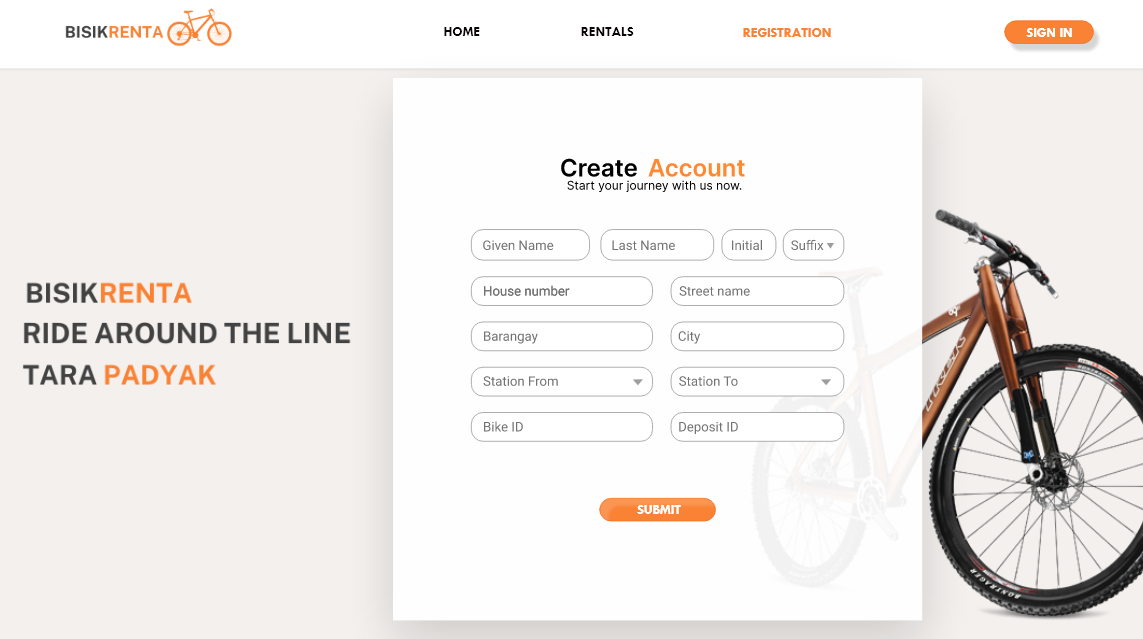 BISIKRENTA
HOME
RENTALS
REGISTRATION
SIGN IN
Create Account
Start your journey with us now.
Given Name
Last Name
Initial
Suffix
House number
Street name
Barangay
City
Station From
Station To
Bike ID
Deposit ID
SUBMIT
BISIKRENTA
RIDE AROUND THE LINE
TARA PADYAK
TREK
BONTRAGER